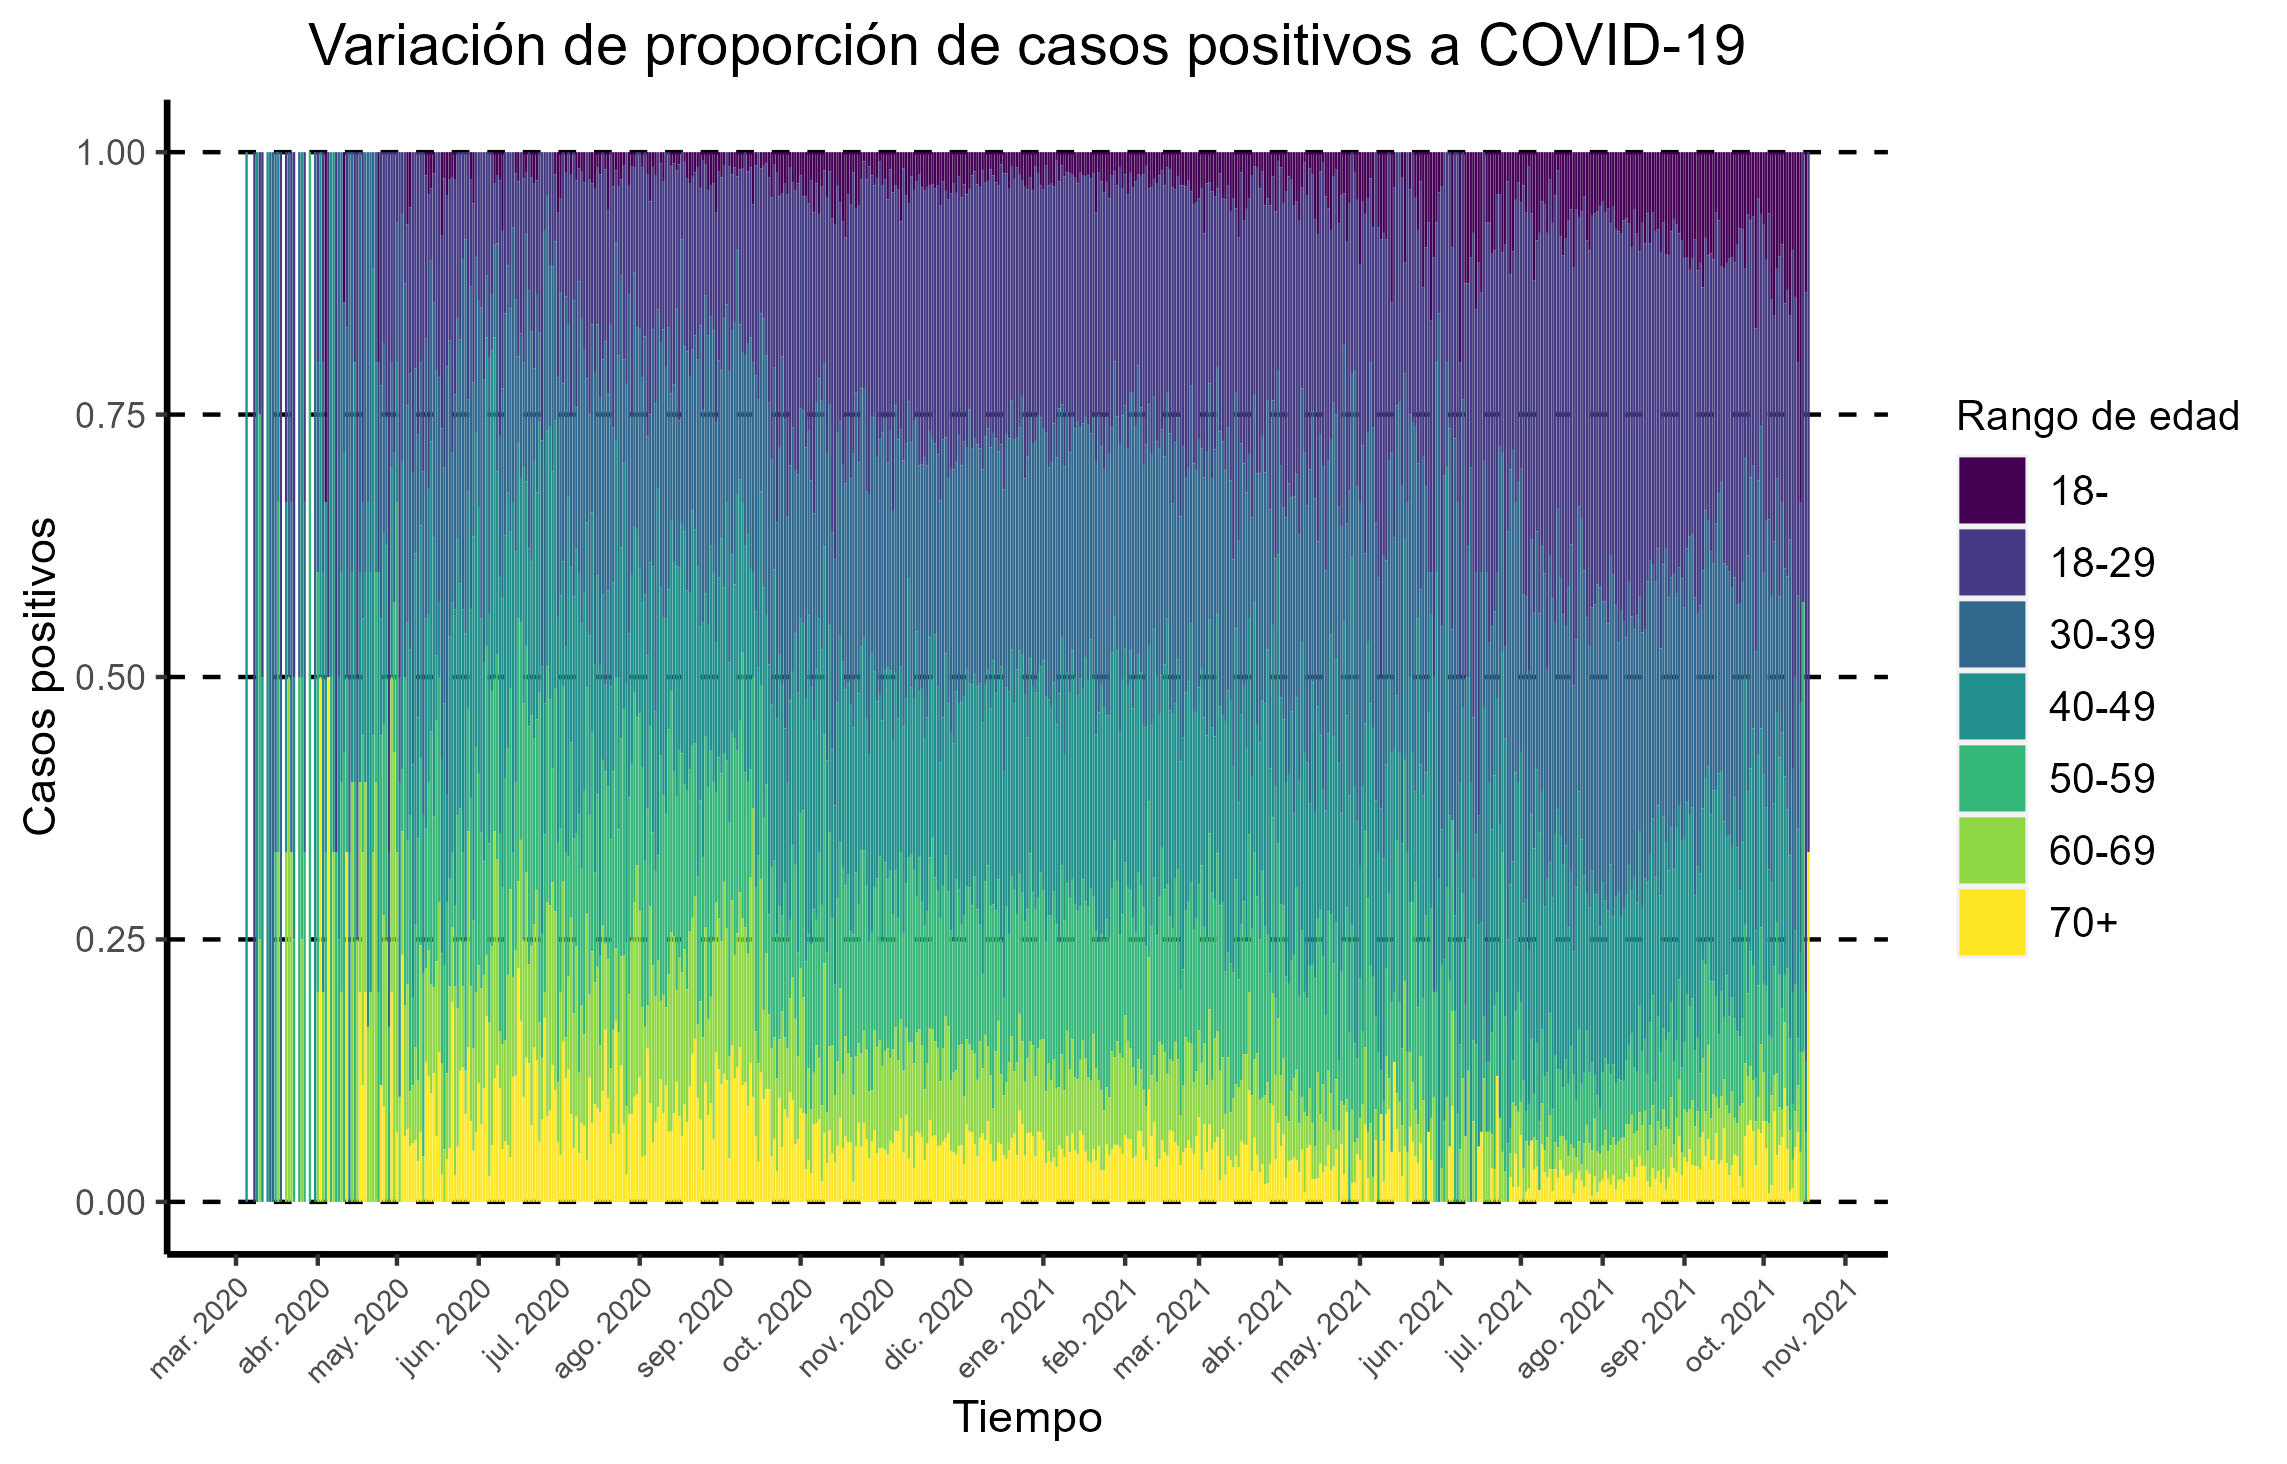 Variación de proporción de casos positivos a COVID-19
Casos positivos
1.00
0.75
0.50
0.25
0.00
mar. 2020
abr. 2020
may. 2020
jun. 2020
jul. 2020
ago. 2020
sep. 2020
oct. 2020
nov. 2020
dic. 2020
ene. 2021
feb. 2021
mar. 2021
abr. 2021
may. 2021
jun. 2021
jul. 2021
ago. 2021
sep. 2021
oct. 2021
nov. 2021
Tiempo
Rango de edad
18-
18-29
30-39
40-49
50-59
60-69
70+